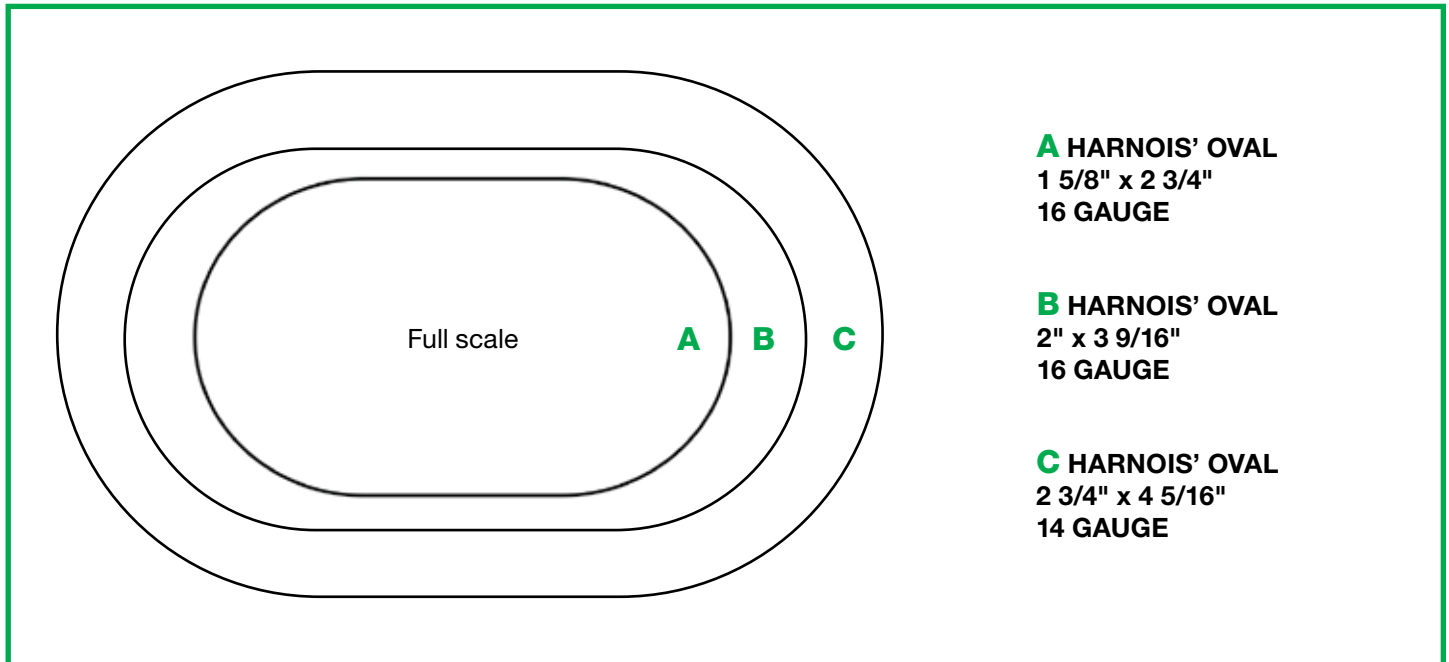 Full scale
A
B
C
A HARNOIS’ OVAL
1 5/8" x 2 3/4"
16 GAUGE
B HARNOIS’ OVAL
2" x 3 9/16"
16 GAUGE
C HARNOIS’ OVAL
2 3/4" x 4 5/16"
14 GAUGE